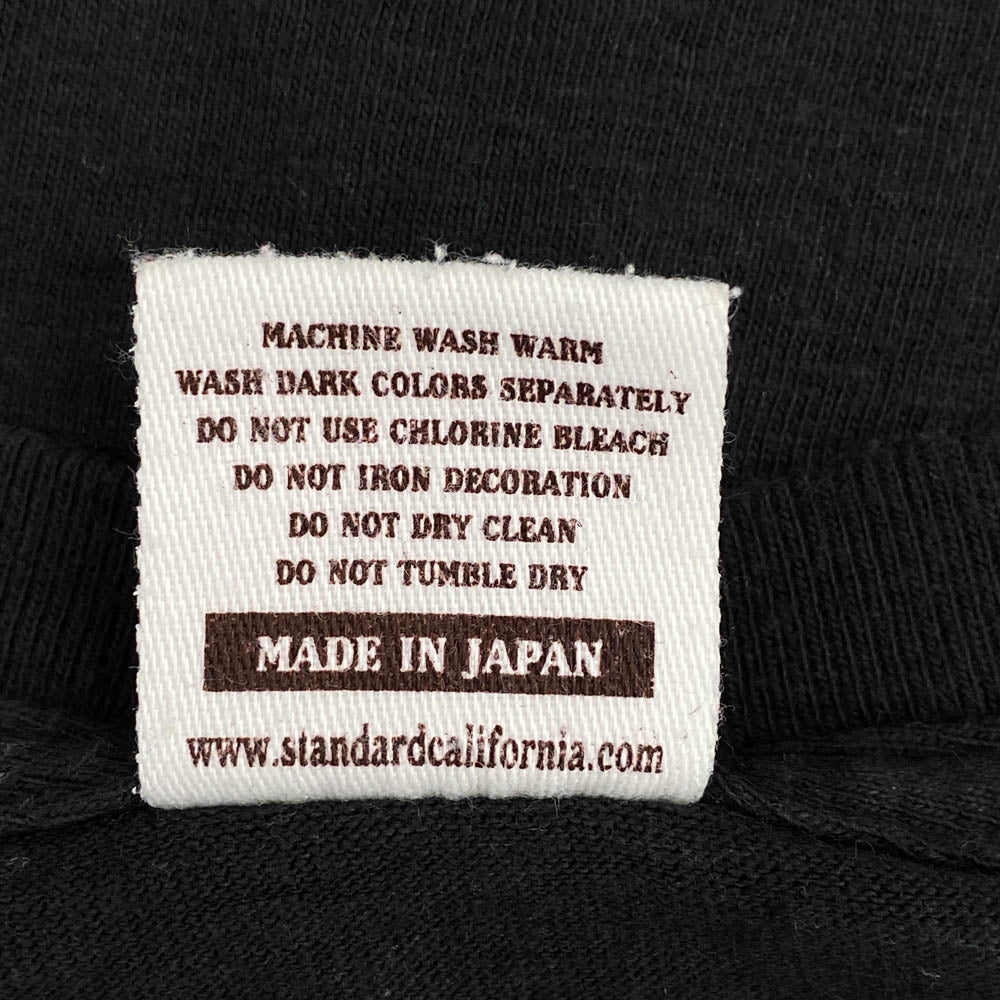 MACHINE WASH WARM
WASH DARK COLORS SEPARATELY
DO NOT USE CHLORINE BLEACH
DO NOT IRON DECORATION
DO NOT DRY CLEAN
DO NOT TUMBLE DRY
MADE IN JAPAN
www.standardcalifornia.com